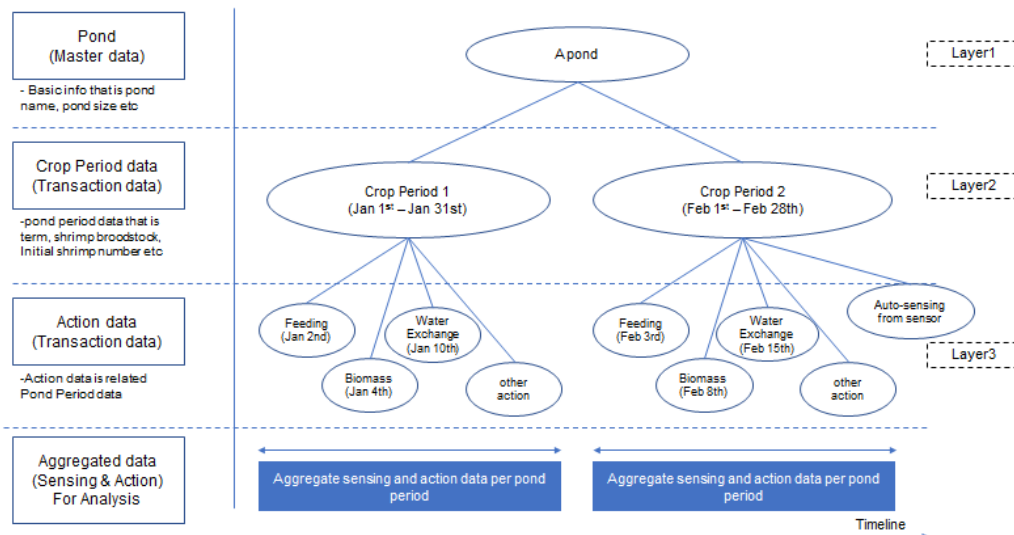 Pond
(Master data)
- Basic info that is pond
name, pond size etc
A pond
Layer1
Crop Period data
(Transaction data)
-pond period data that is
term, shrimp broodstock,
Initial shrimp number etc
Crop Period 1
(Jan 1st – Jan 31st)
Crop Period 2
(Feb 1st – Feb 28th)
Layer2
Action data
(Transaction data)
-Action data is related
Pond Period data
Feeding
(Jan 2nd)
Water
Exchange
(Jan 10th)
Biomass
(Jan 4th)
other
action
Feeding
(Feb 3rd)
Water
Exchange
(Feb 15th)
Biomass
(Feb 8th)
other
action
Auto-sensing
from sensor
Layer3
Aggregated data
(Sensing & Action)
For Analysis
Aggregate sensing and action data per pond
period
Aggregate sensing and action data per pond
period
Timeline